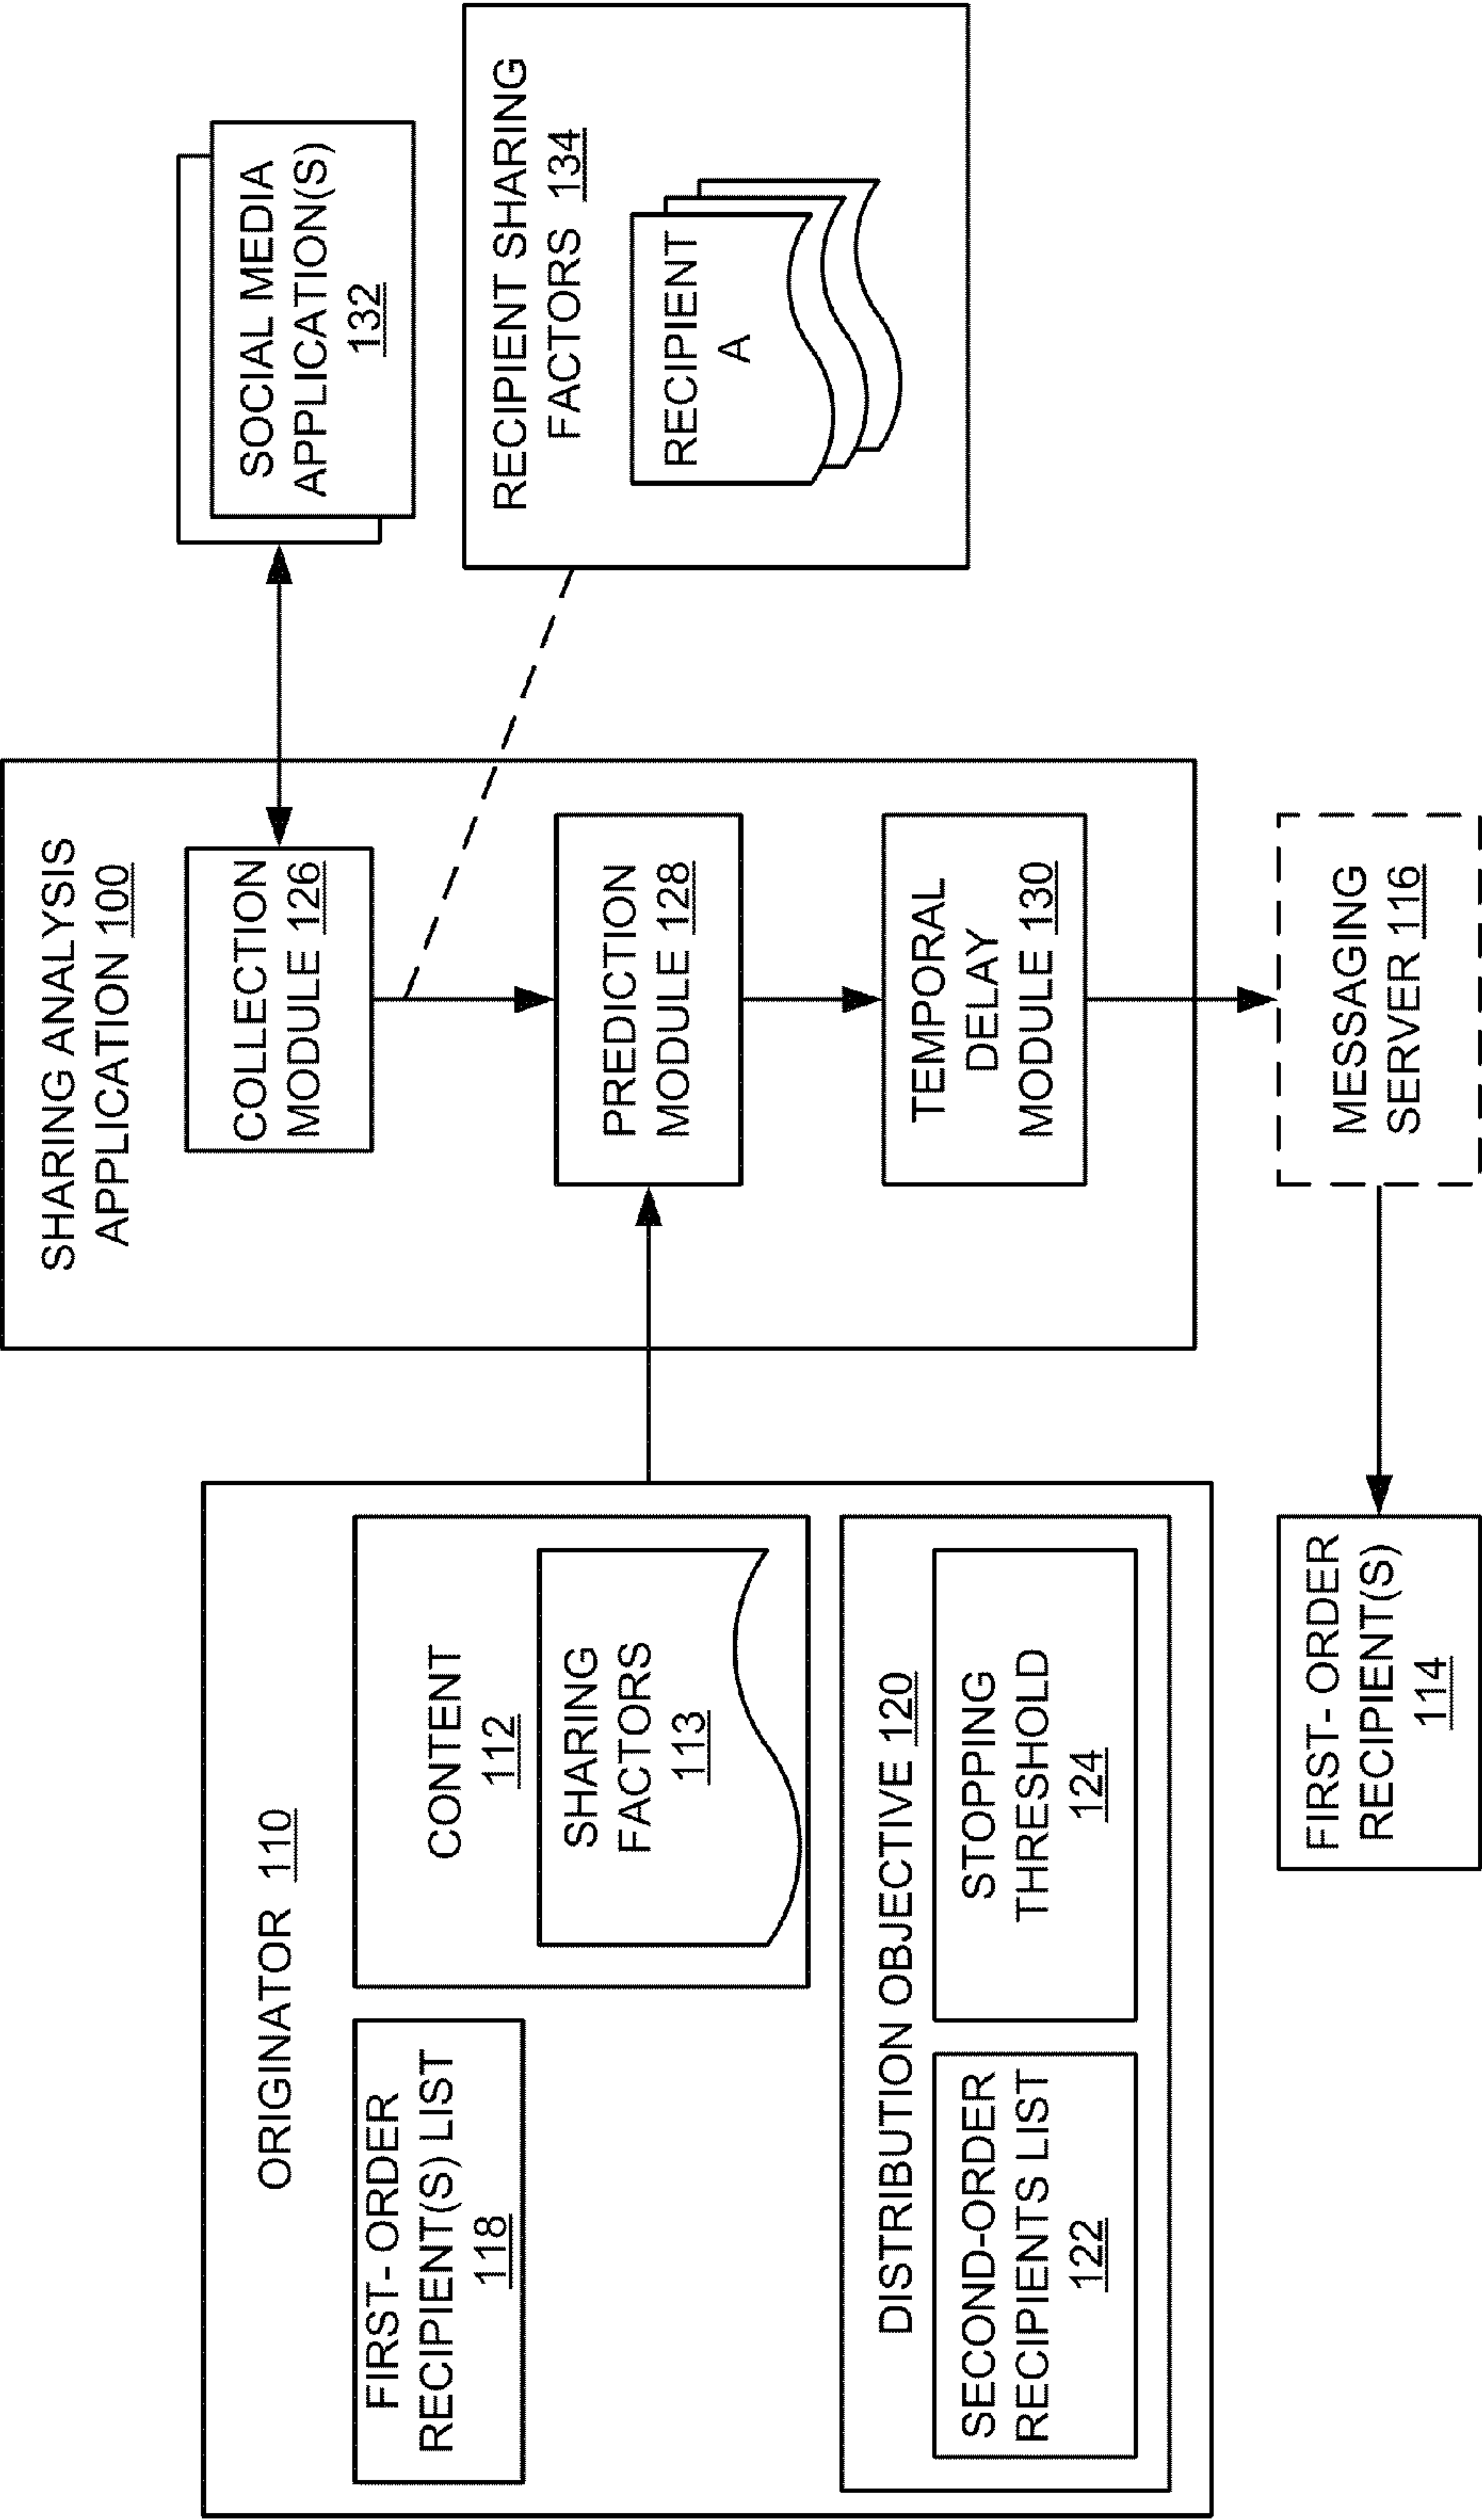 ORIGINATOR 110
FIRST- ORDER
RECIPIENT(S) LIST
118
CONTENT
112
SHARING
FACTORS
113
DISTRIBUTION OBJECTIVE 120
SECOND-ORDER
RECIPIENTS LIST
122
STOPPING
THRESHOLD
124
FIRST- ORDER
RECIPIENT(S)
114
SHARING ANALYSIS
APPLICATION 100
COLLECTION
MODULE 126
PREDICTION
MODULE 128
TEMPORAL
DELAY
MODULE 130
MESSAGING
SERVER 116
SOCIAL MEDIA
APPLICATION(S)
132
RECIPIENT SHARING
FACTORS 134
RECIPIENT
A